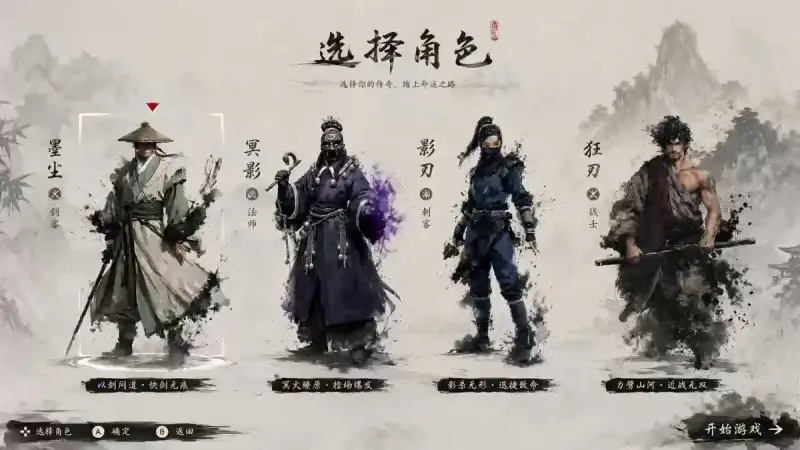 选择角色
选择你的传奇，踏上命运之路
墨尘
剑客
冥影
法师
影刃
刺客
狂刃
战士
以剑问道·快剑无痕
冥火燎原·控场爆发
影杀无形·迅捷致命
力劈山河·近战无双
选择角色
A 确定
B 返回
开始游戏